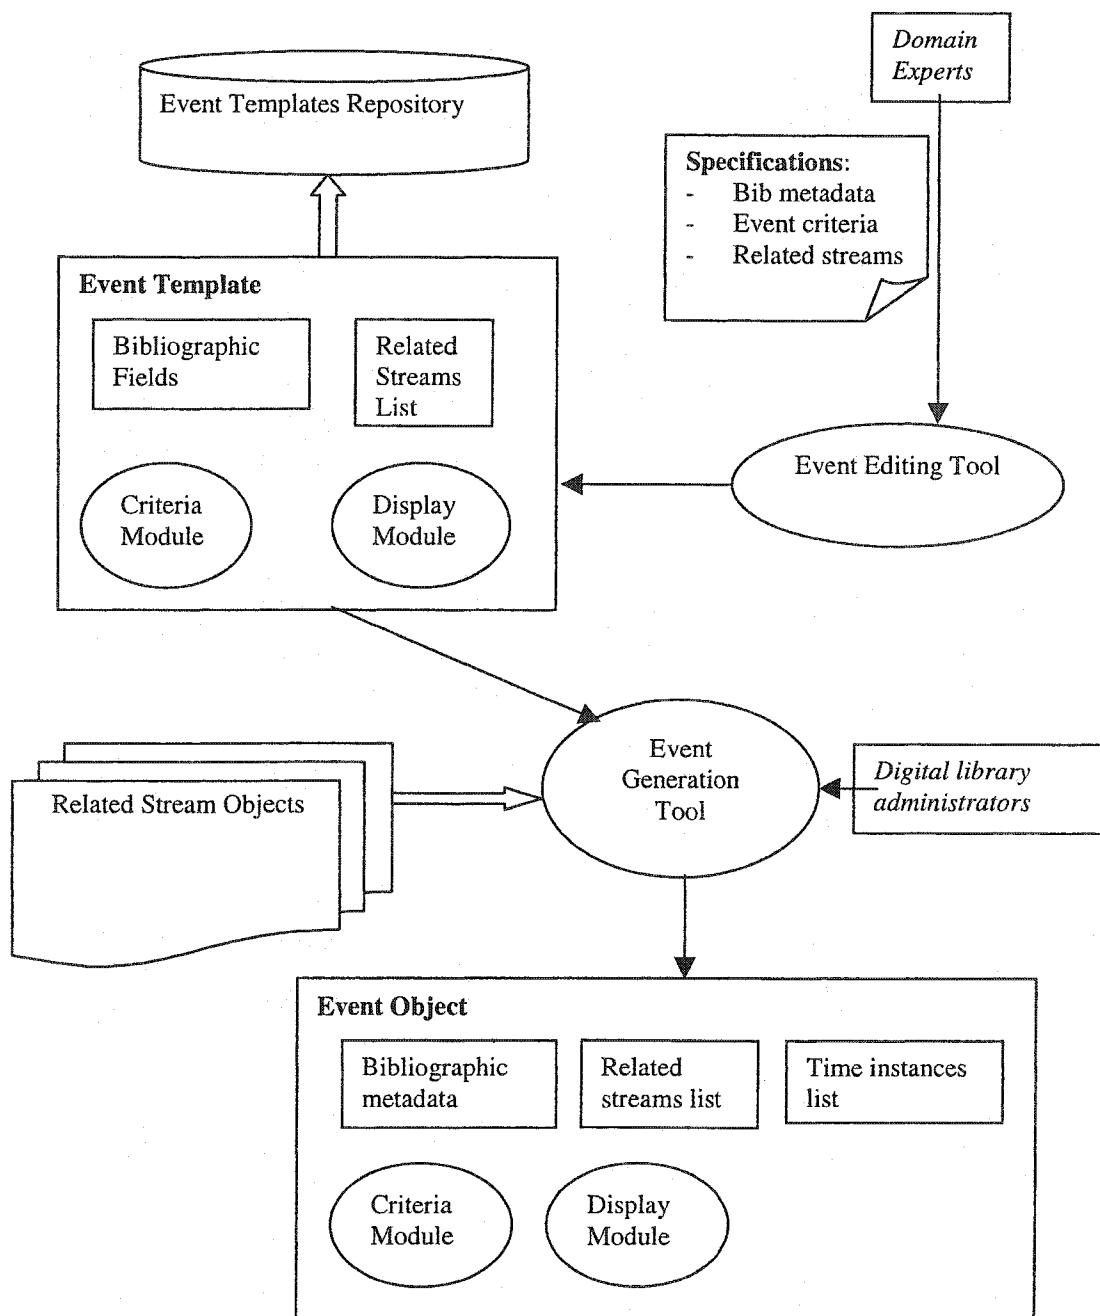 Domain
Experts
Event Templates Repository
Specifications:
- Bib metadata
- Event criteria
- Related streams
Event Template
Bibliographic
Fields
Related
Streams
List
Criteria
Module
Display
Module
Event Editing Tool
Event
Generation
Tool
Related Stream Objects
Digital library
administrators
Event Object
Bibliographic
metadata
Related
streams list
Time instances
list
Criteria
Module
Display
Module